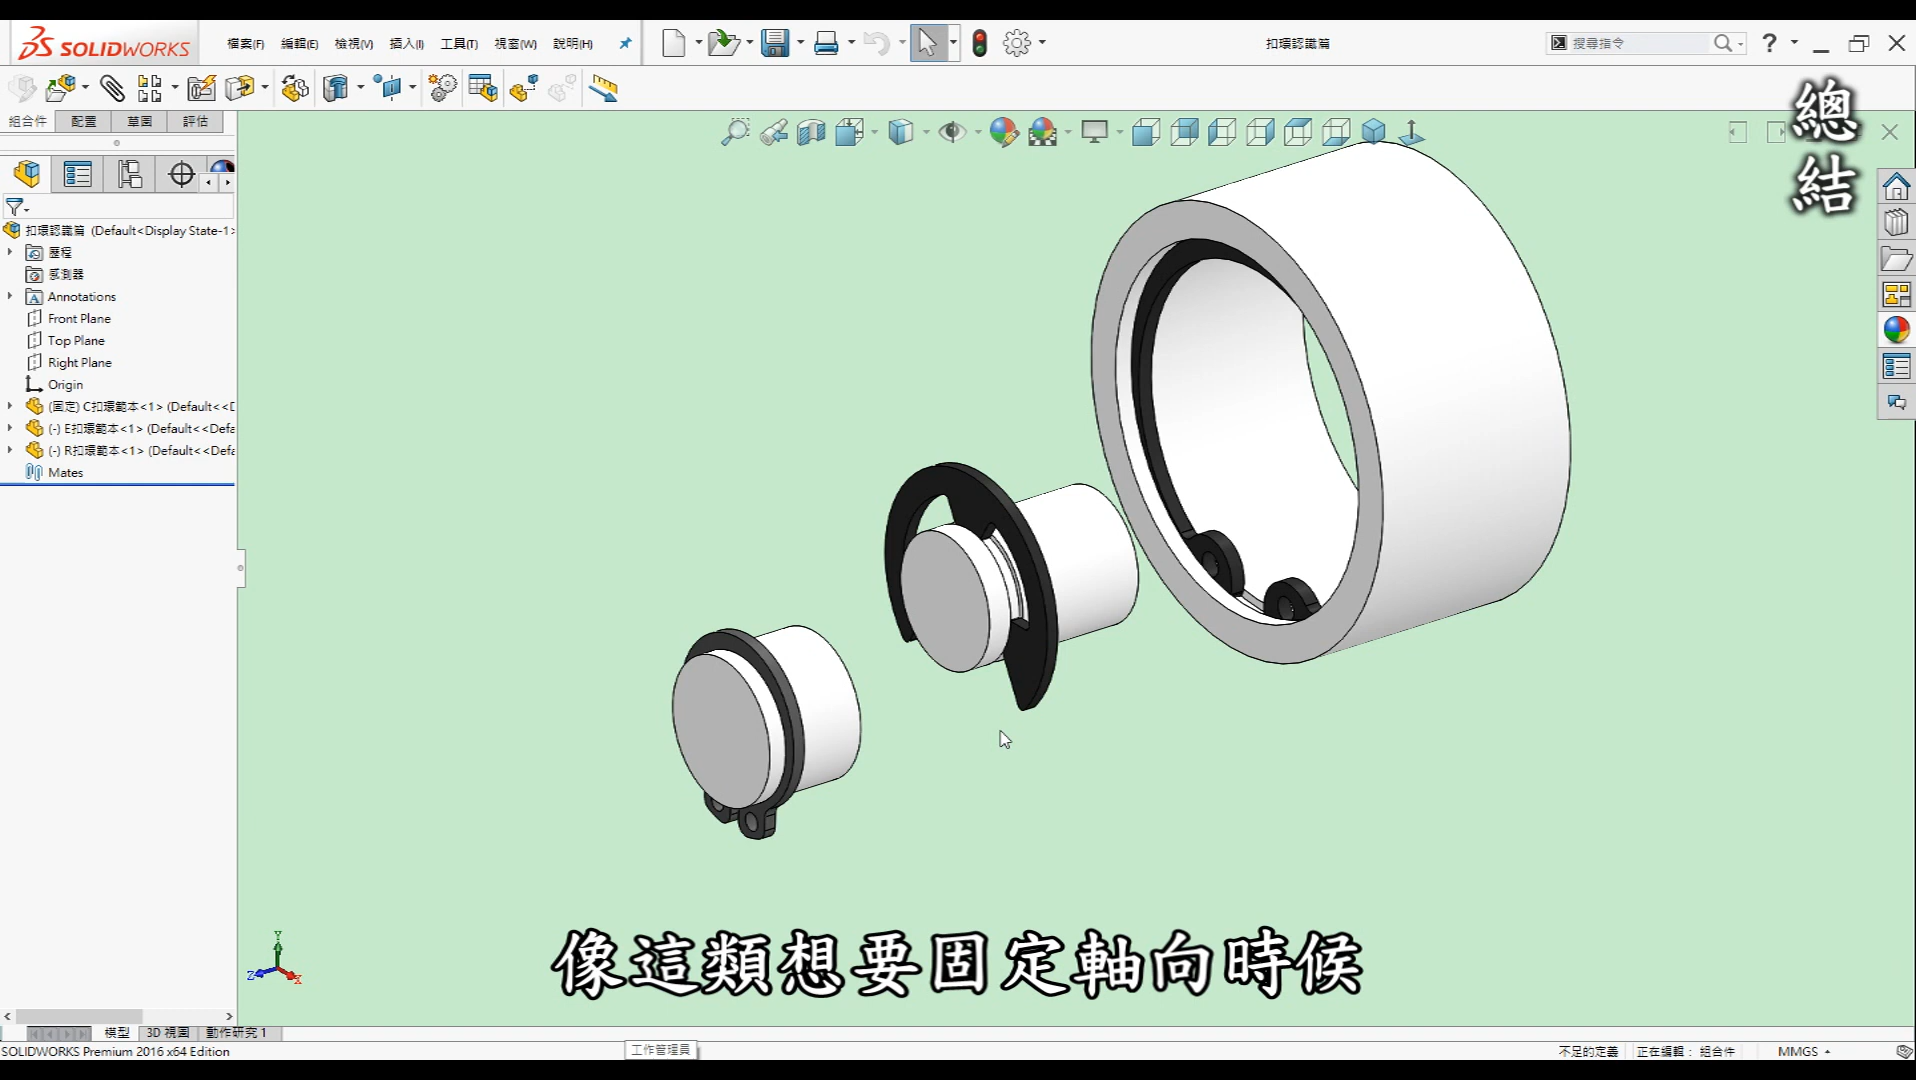 SOLIDWORKS
檔案(F) 編輯(E) 檢視(V) 插入(I) 工具(T) 視窗(W) 說明(H)
扣環認識篇
搜尋指令
組合件 配置 草圖 評估
總結
扣環認識篇 (Default<Display State-1>
歷程
感測器
Annotations
Front Plane
Top Plane
Right Plane
Origin
(固定) C扣環範本<1> (Default<<D
(-) E扣環範本<1> (Default<<Defa
(-) R扣環範本<1> (Default<<Defa
Mates
Y
Z
X
像這類想要固定軸向時候
模型 3D 視圖 動作研究 1
SOLIDWORKS Premium 2016 x64 Edition
工作管理員
不足的定義 正在編輯： 組合件 MMGS